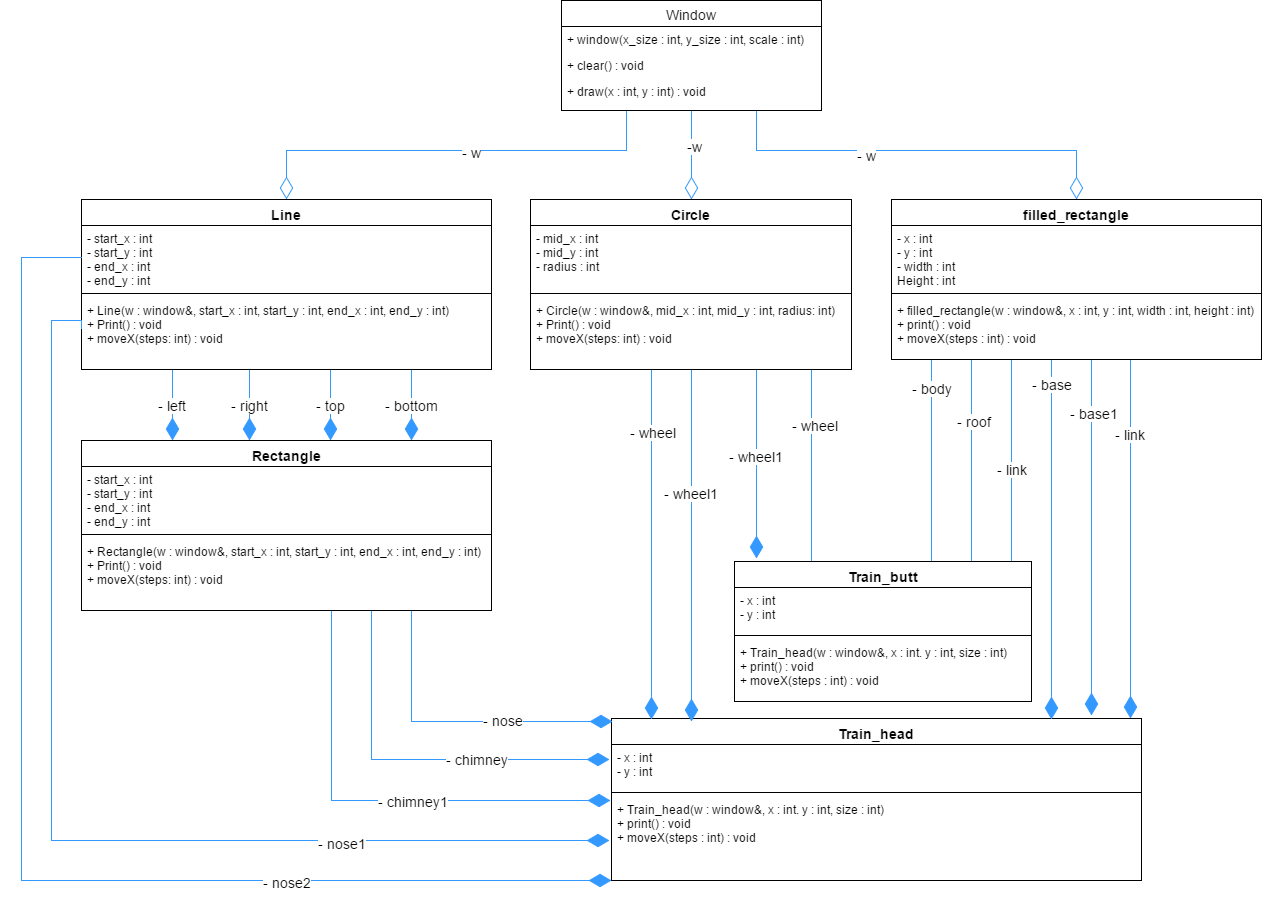 Window
+ window(x_size : int, y_size : int, scale : int)
+ clear() : void
+ draw(x : int, y : int) : void
- w
-w
- w
Line
- start_x : int
- start_y : int
- end_x : int
- end_y : int
+ Line(w : window&, start_x : int, start_y : int, end_x : int, end_y : int)
+ Print() : void
+ moveX(steps: int) : void
Circle
- mid_x : int
- mid_y : int
- radius : int
+ Circle(w : window&, mid_x : int, mid_y : int, radius: int)
+ Print() : void
+ moveX(steps: int) : void
filled_rectangle
- x : int
- y : int
- width : int
Height : int
+ filled_rectangle(w : window&, x : int, y : int, width : int, height : int)
+ print() : void
+ moveX(steps : int) : void
- left
- right
- top
- bottom
- wheel
- wheel1
- wheel1
- wheel
- body
- roof
- link
- base
- base1
- link
Rectangle
- start_x : int
- start_y : int
- end_x : int
- end_y : int
+ Rectangle(w : window&, start_x : int, start_y : int, end_x : int, end_y : int)
+ Print() : void
+ moveX(steps: int) : void
Train_butt
- x : int
- y : int
+ Train_head(w : window&, x : int. y : int, size : int)
+ print() : void
+ moveX(steps : int) : void
- nose
- chimney
- chimney1
- nose1
- nose2
Train_head
- x : int
- y : int
+ Train_head(w : window&, x : int. y : int, size : int)
+ print() : void
+ moveX(steps : int) : void